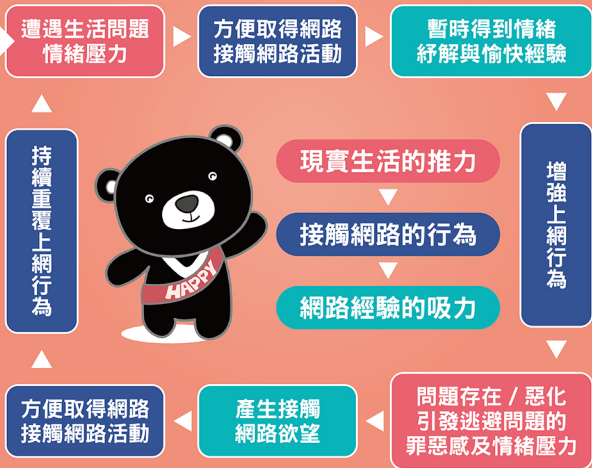 遭遇生活問題
情緒壓力
方便取得網路
接觸網路活動
暫時得到情緒
紓解與愉快經驗
增強上網行為
問題存在 / 惡化
引發逃避問題的
罪惡感及情緒壓力
產生接觸
網路欲望
方便取得網路
接觸網路活動
持續重覆上網行為
現實生活的推力
接觸網路的行為
網路經驗的吸力
HAPPY